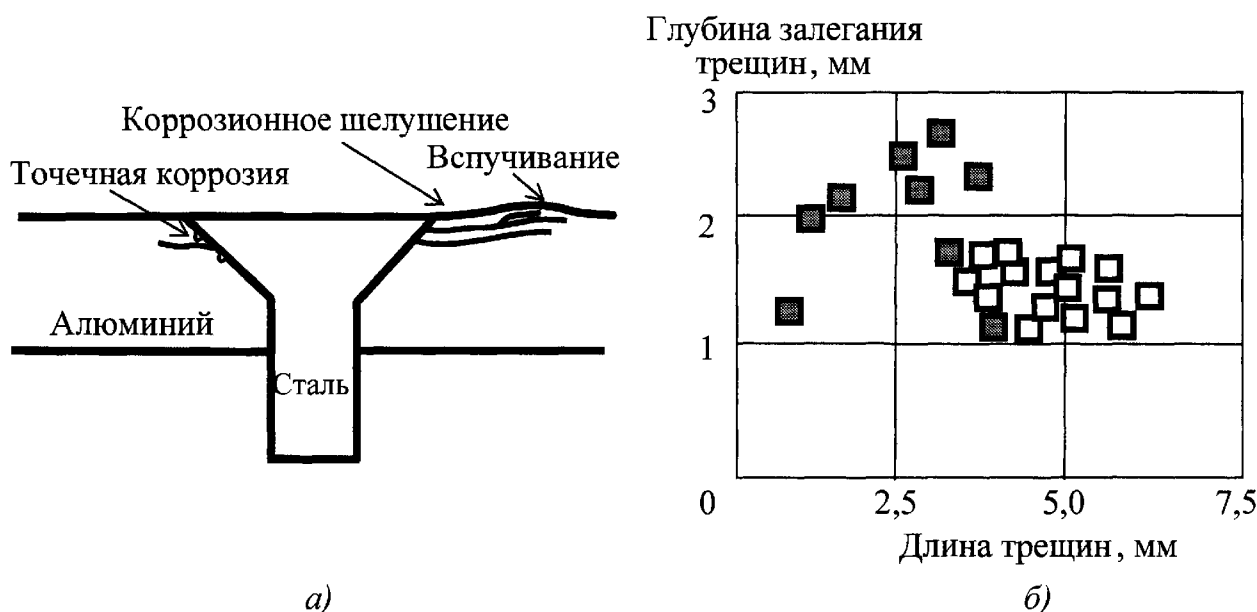 Коррозионное шелушение
Вспучивание
Точечная коррозия
Алюминий
Сталь
а)
Глубина залегания
трещин, мм
3
2
1
0
2,5
5,0
7,5
Длина трещин, мм
б)